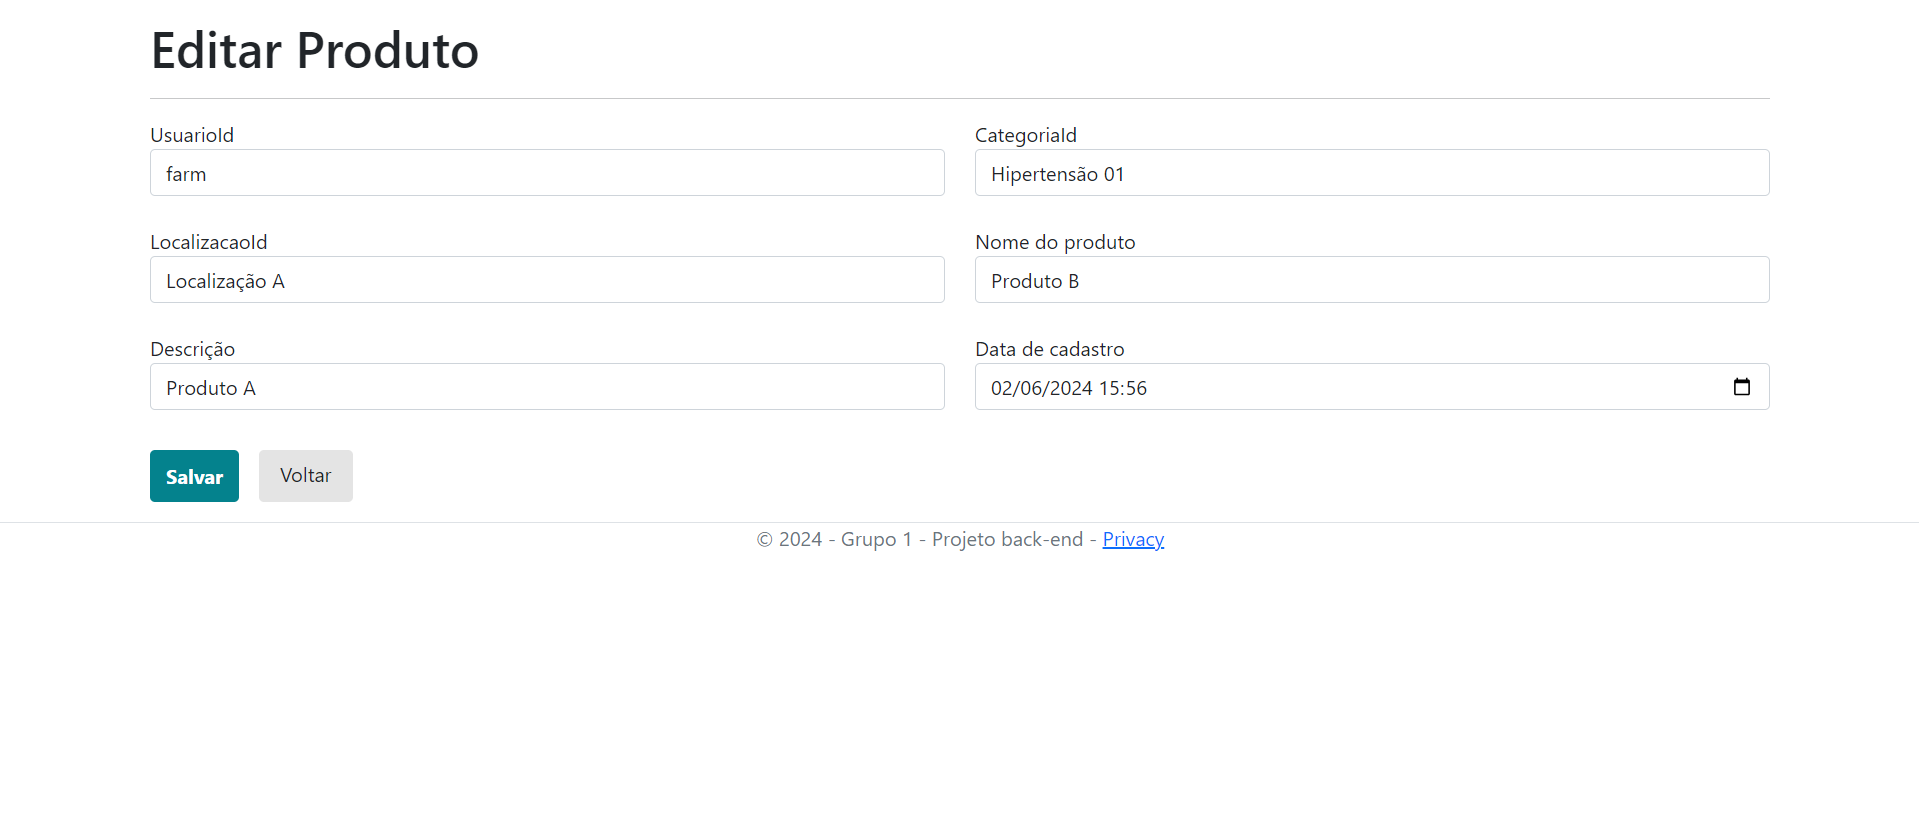 Editar Produto
UsuarioId
farm
CategoriaId
Hipertensão 01
LocalizacaoId
Localização A
Nome do produto
Produto B
Descrição
Produto A
Data de cadastro
02/06/2024 15:56
Salvar
Voltar
© 2024 - Grupo 1 - Projeto back-end - Privacy